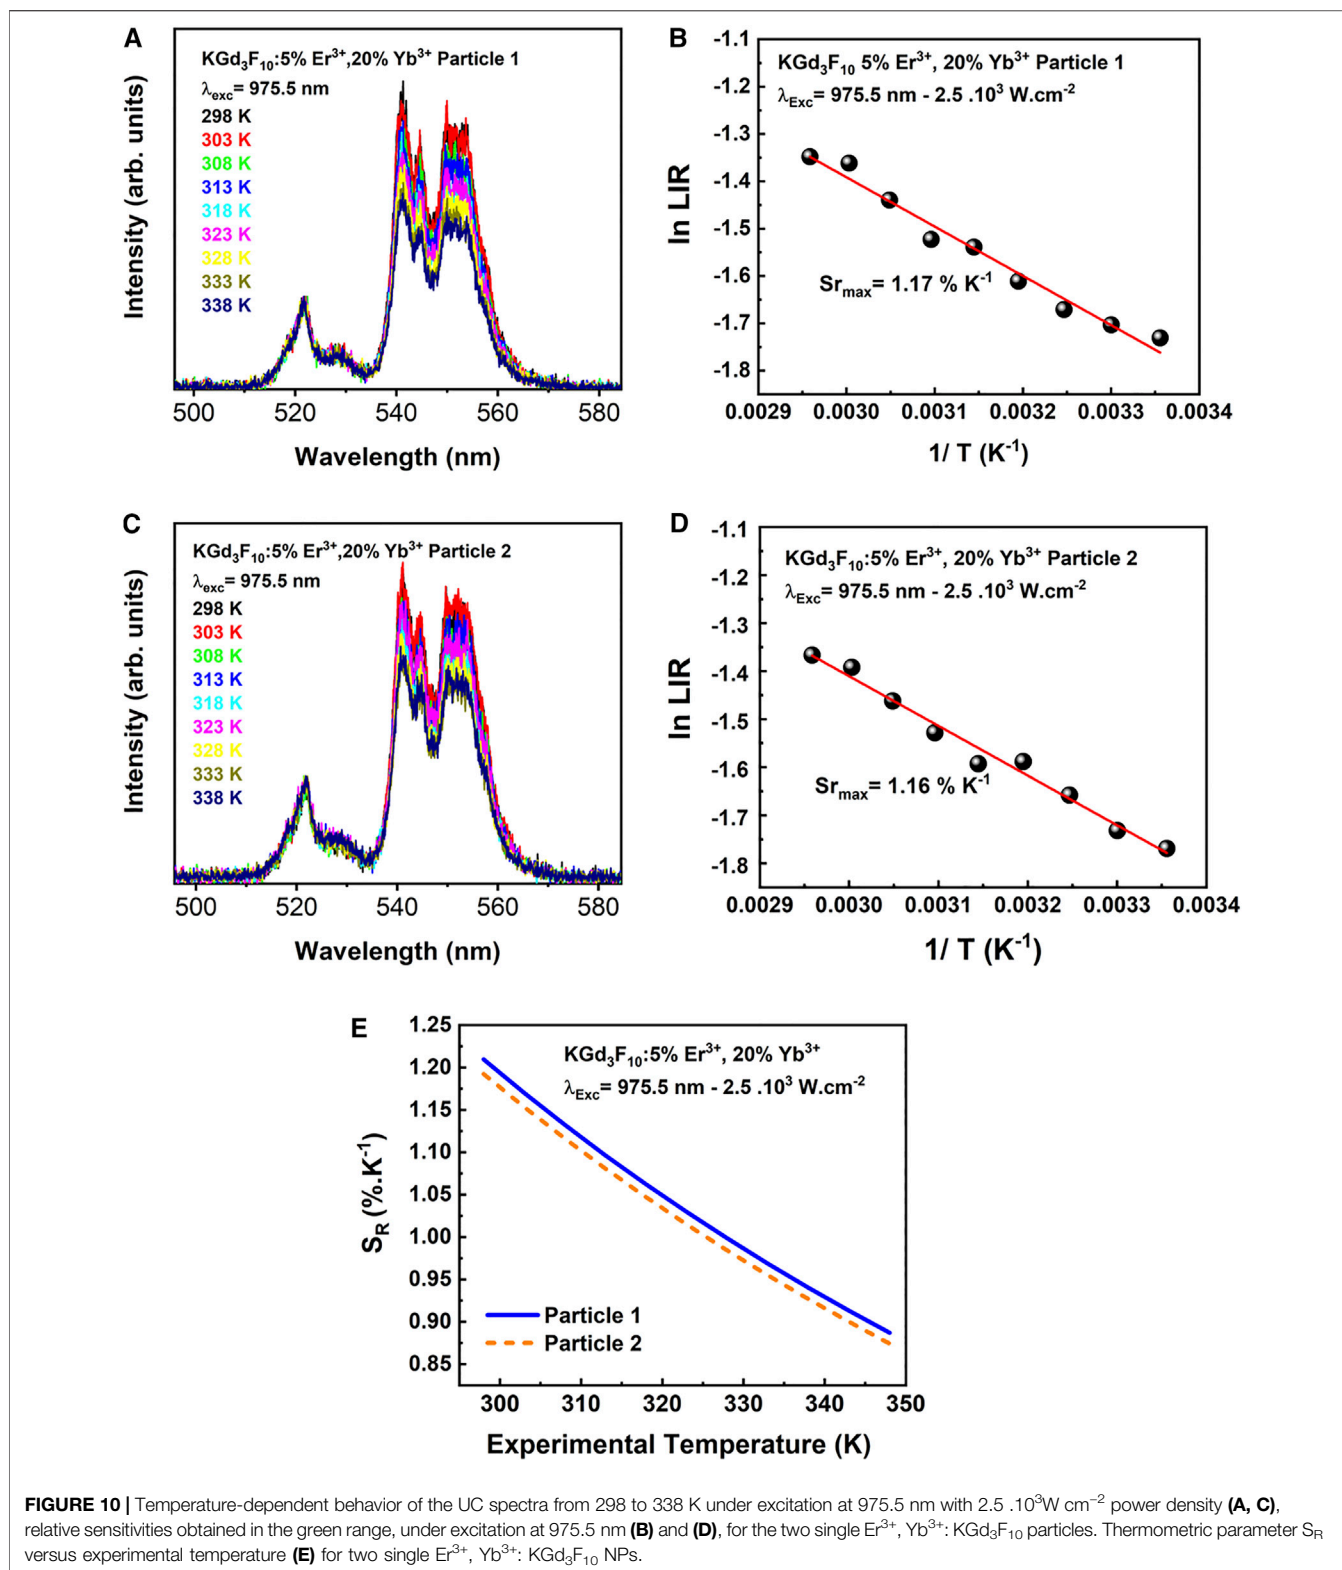 A
KGd₃F₁₀:5% Er³⁺,20% Yb³⁺ Particle 1
λexc= 975.5 nm
298 K
303 K
308 K
313 K
318 K
323 K
328 K
333 K
338 K
Intensity (arb. units)
500 520 540 560 580
Wavelength (nm)
B
KGd₃F₁₀ 5% Er³⁺, 20% Yb³⁺ Particle 1
λExc= 975.5 nm - 2.5 .10³ W.cm⁻²
-1.1
-1.2
-1.3
-1.4
-1.5
-1.6
-1.7
-1.8
ln LIR
Srmax= 1.17 % K⁻¹
0.0029 0.0030 0.0031 0.0032 0.0033 0.0034
1/ T (K⁻¹)
C
KGd₃F₁₀:5% Er³⁺,20% Yb³⁺ Particle 2
λexc= 975.5 nm
298 K
303 K
308 K
313 K
318 K
323 K
328 K
333 K
338 K
Intensity (arb. units)
500 520 540 560 580
Wavelength (nm)
D
KGd₃F₁₀:5% Er³⁺, 20% Yb³⁺ Particle 2
λExc= 975.5 nm - 2.5 .10³ W.cm⁻²
-1.1
-1.2
-1.3
-1.4
-1.5
-1.6
-1.7
-1.8
ln LIR
Srmax= 1.16 % K⁻¹
0.0029 0.0030 0.0031 0.0032 0.0033 0.0034
1/ T (K⁻¹)
E
KGd₃F₁₀:5% Er³⁺, 20% Yb³⁺
λExc= 975.5 nm - 2.5 .10³ W.cm⁻²
1.25
1.20
1.15
1.10
1.05
1.00
0.95
0.90
0.85
S_R (%.K⁻¹)
Particle 1
Particle 2
300 310 320 330 340 350
Experimental Temperature (K)
FIGURE 10 | Temperature-dependent behavior of the UC spectra from 298 to 338 K under excitation at 975.5 nm with 2.5 .10³W cm⁻² power density (A, C),
relative sensitivities obtained in the green range, under excitation at 975.5 nm (B) and (D), for the two single Er³⁺, Yb³⁺: KGd₃F₁₀ particles. Thermometric parameter S_R
versus experimental temperature (E) for two single Er³⁺, Yb³⁺: KGd₃F₁₀ NPs.